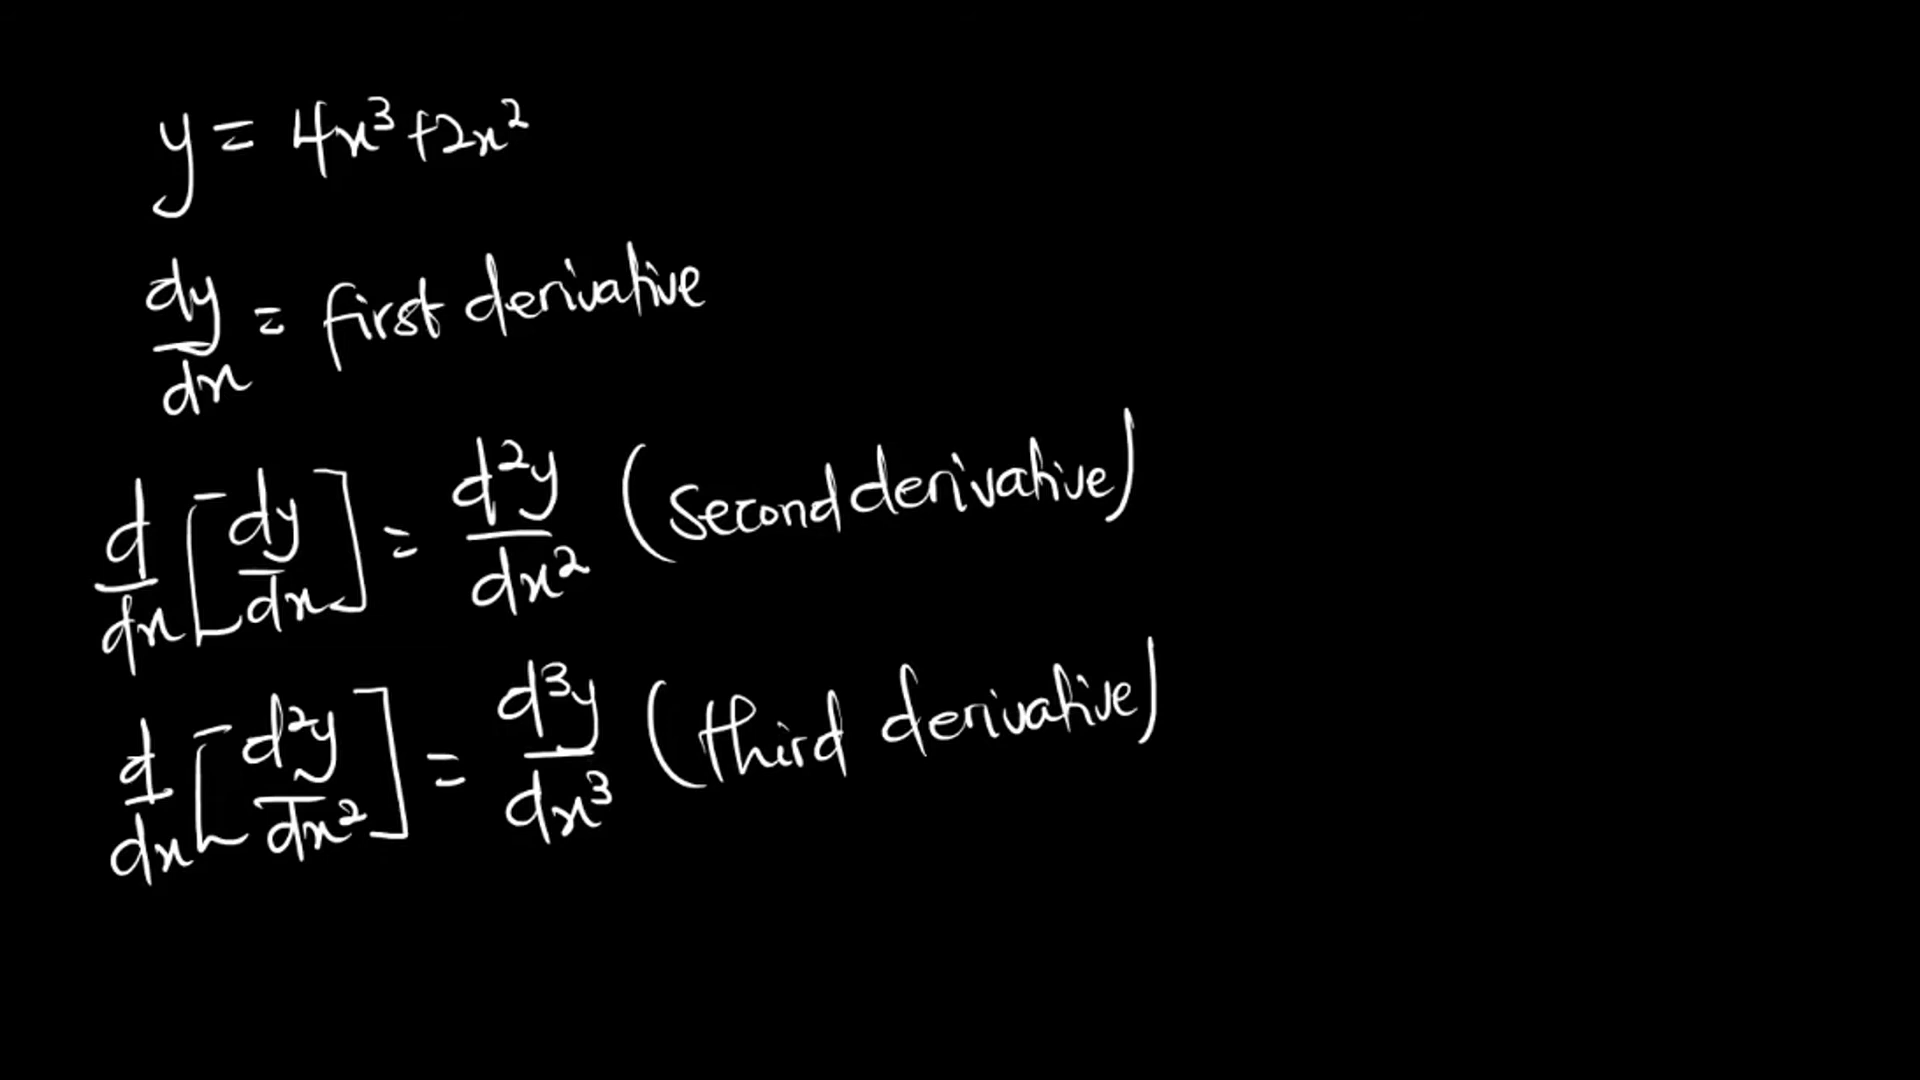 y = 4x³+2x²
dy/dx = first derivative
d/dx [dy/dx] = d²y/dx² (second derivative)
d/dx [d²y/dx²] = d³y/dx³ (third derivative)